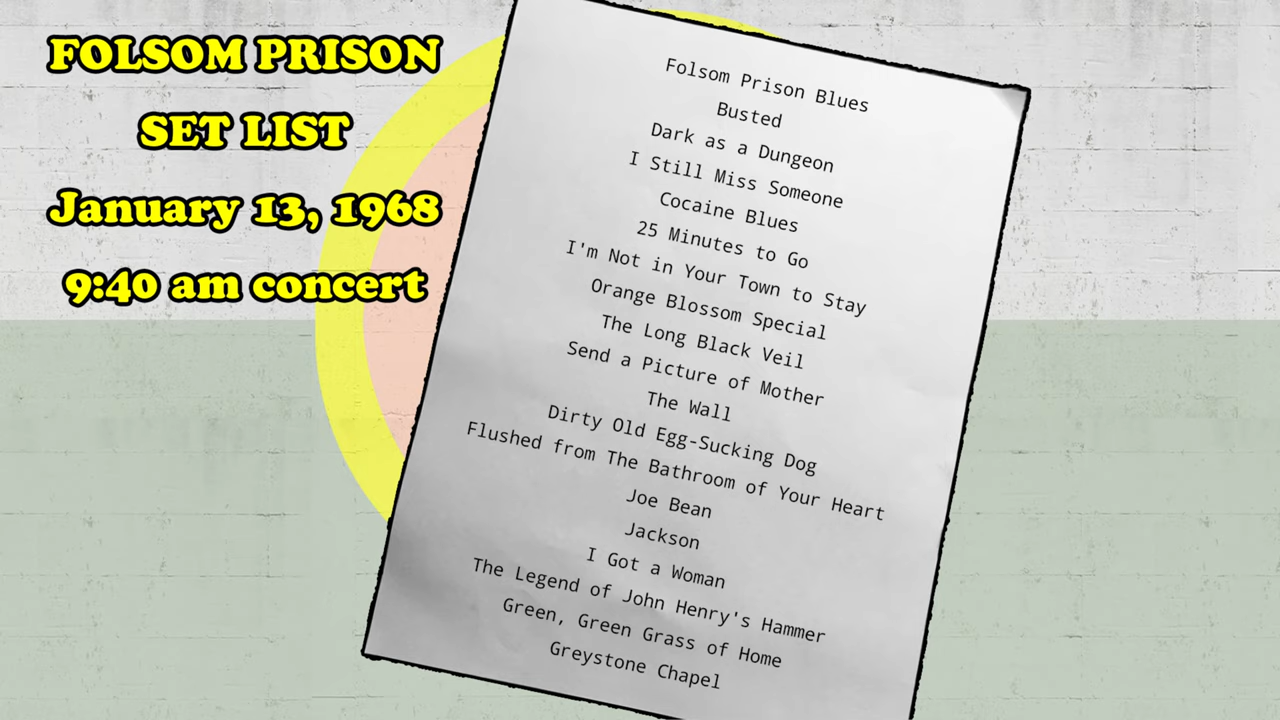 FOLSOM PRISON
SET LIST
January 13, 1968
9:40 am concert
Folsom Prison Blues
Busted
Dark as a Dungeon
I Still Miss Someone
Cocaine Blues
25 Minutes to Go
I'm Not in Your Town to Stay
Orange Blossom Special
The Long Black Veil
Send a Picture of Mother
The Wall
Dirty Old Egg-Sucking Dog
Flushed from The Bathroom of Your Heart
Joe Bean
Jackson
I Got a Woman
The Legend of John Henry's Hammer
Green, Green Grass of Home
Greystone Chapel